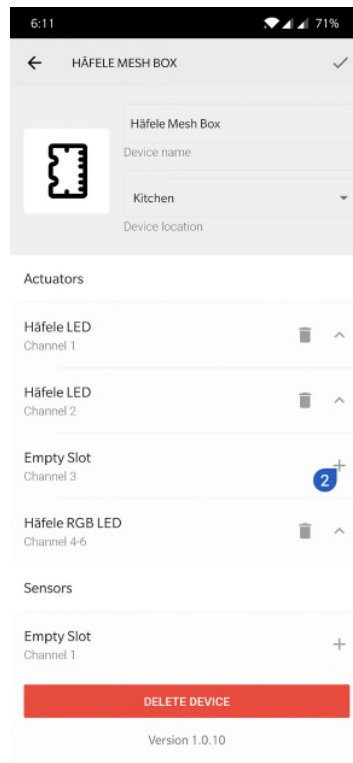 6:11
71%
HÄFELE MESH BOX
Häfele Mesh Box
Device name
Kitchen
Device location
Actuators
Häfele LED
Channel 1
Häfele LED
Channel 2
Empty Slot
Channel 3
2
Häfele RGB LED
Channel 4-6
Sensors
Empty Slot
Channel 1
DELETE DEVICE
Version 1.0.10